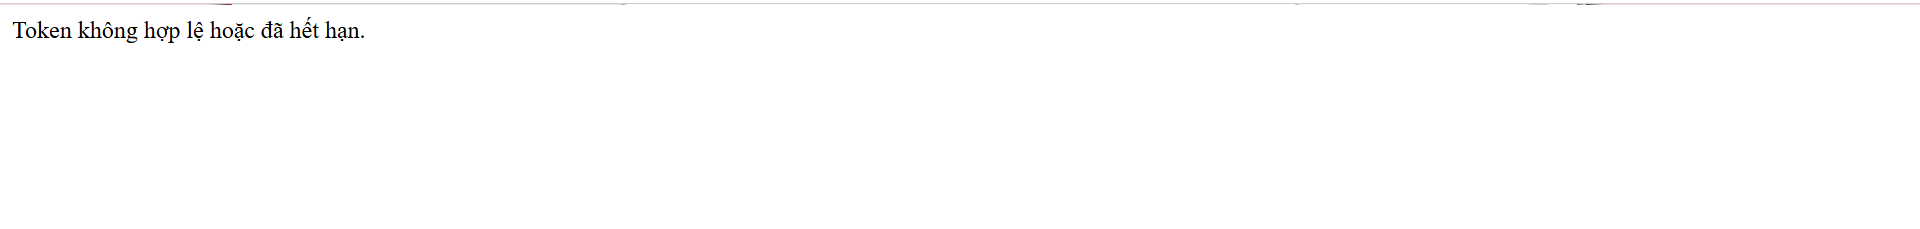 Token không hợp lệ hoặc đã hết hạn.